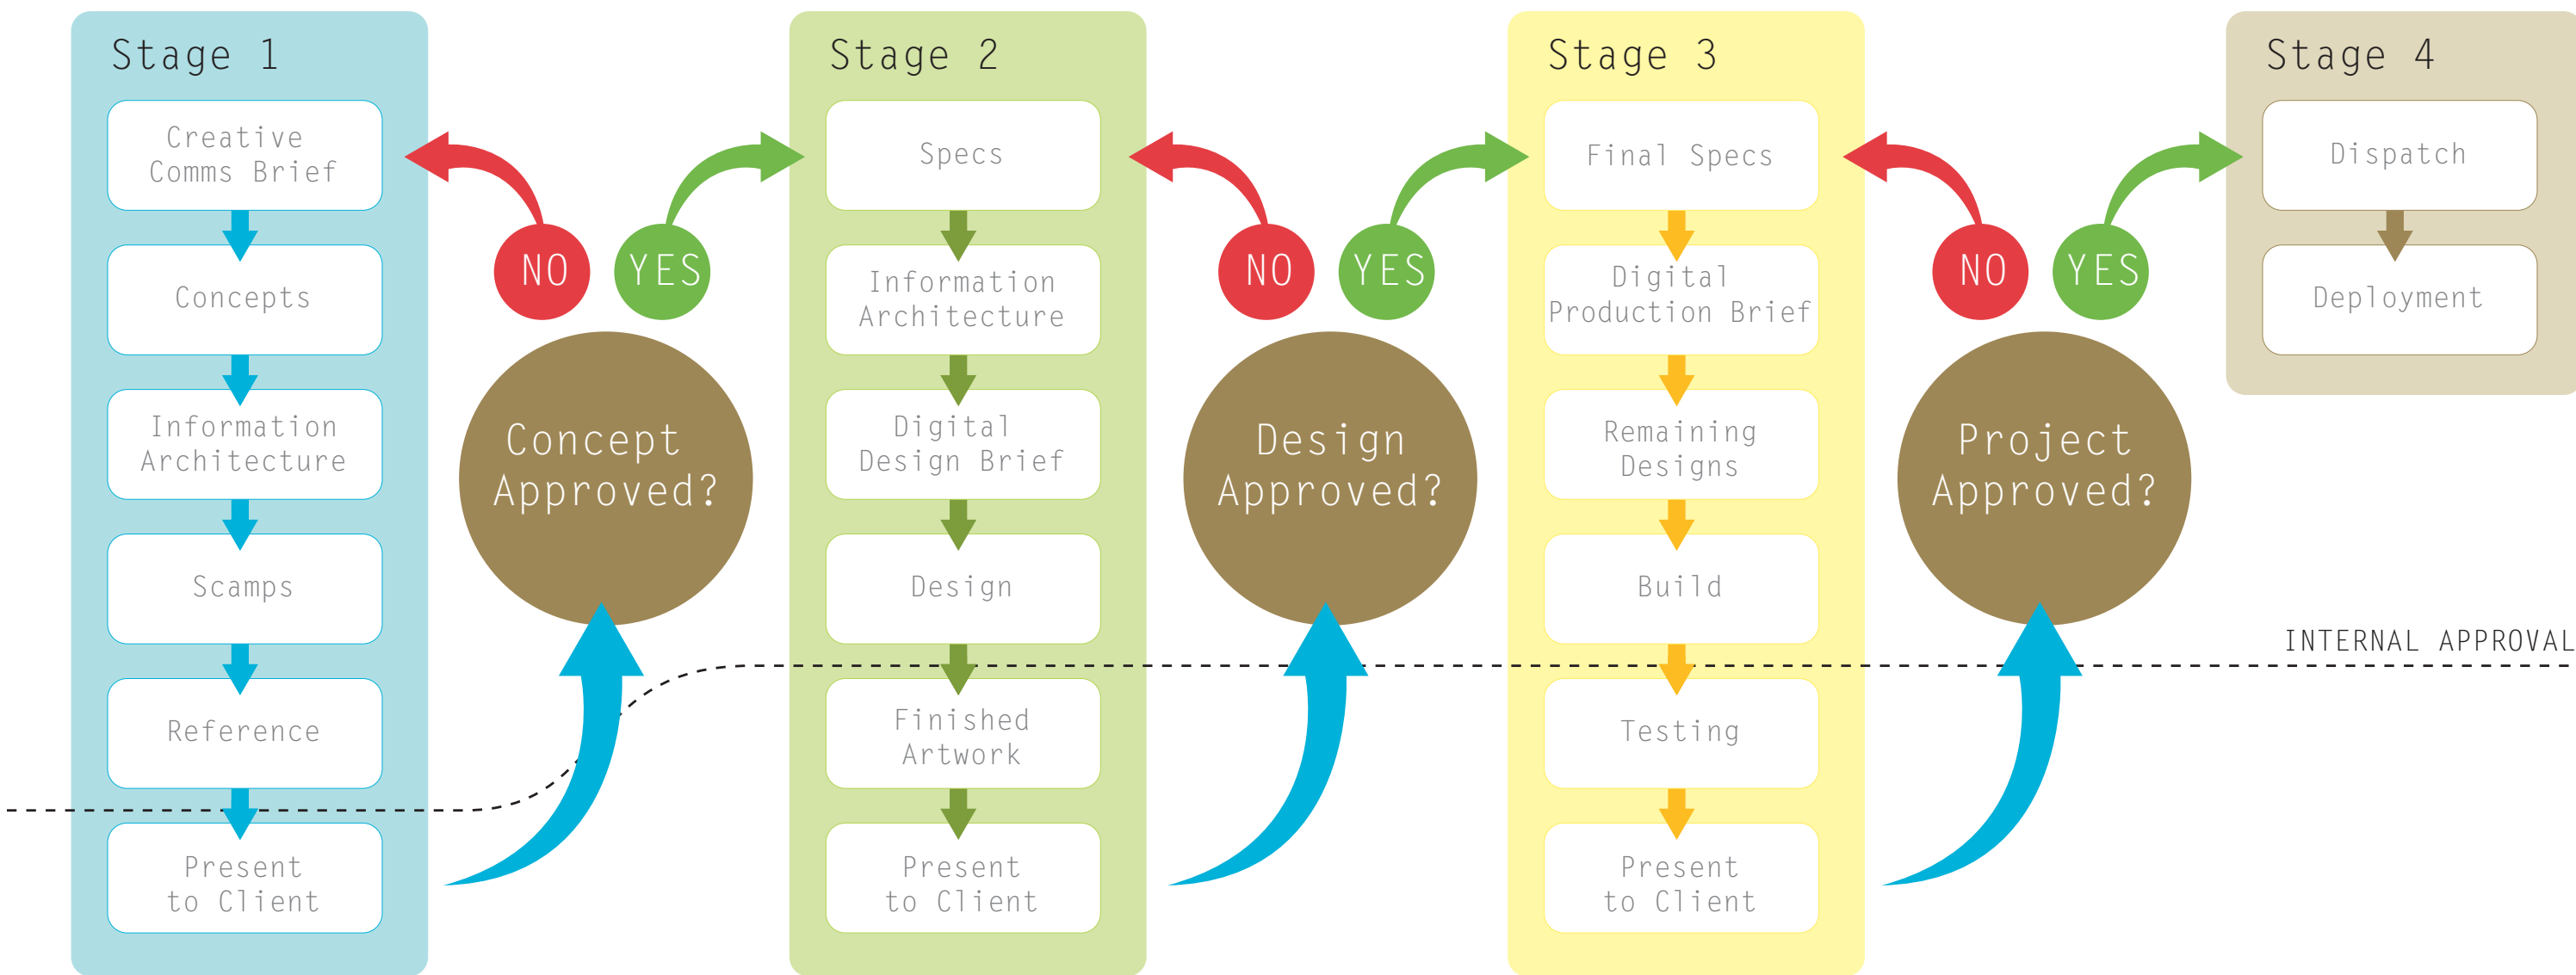 Stage 1
Creative
Comms Brief
Concepts
Information
Architecture
Scamps
Reference
Present
to Client
NO
YES
Concept
Approved?
Stage 2
Specs
Information
Architecture
Digital
Design Brief
Design
Finished
Artwork
Present
to Client
NO
YES
Design
Approved?
Stage 3
Final Specs
Digital
Production Brief
Remaining
Designs
Build
Testing
Present
to Client
NO
YES
Project
Approved?
Stage 4
Dispatch
Deployment
INTERNAL APPROVAL